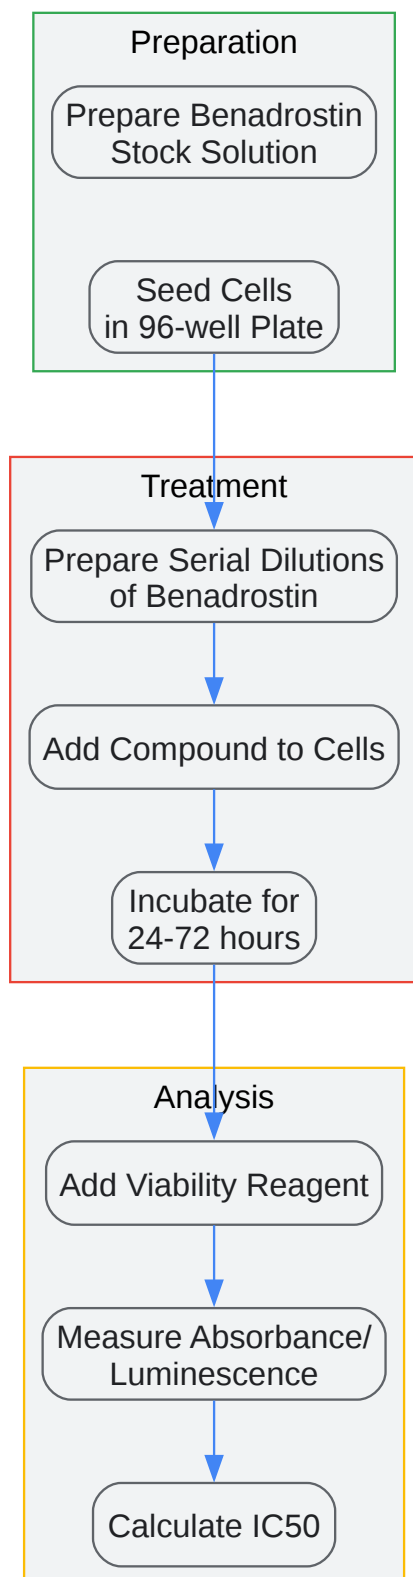 Preparation
Prepare Benadrostin
Stock Solution
Seed Cells
in 96-well Plate
Treatment
Prepare Serial Dilutions
of Benadrostin
Add Compound to Cells
Incubate for
24-72 hours
Analysis
Add Viability Reagent
Measure Absorbance/
Luminescence
Calculate IC50